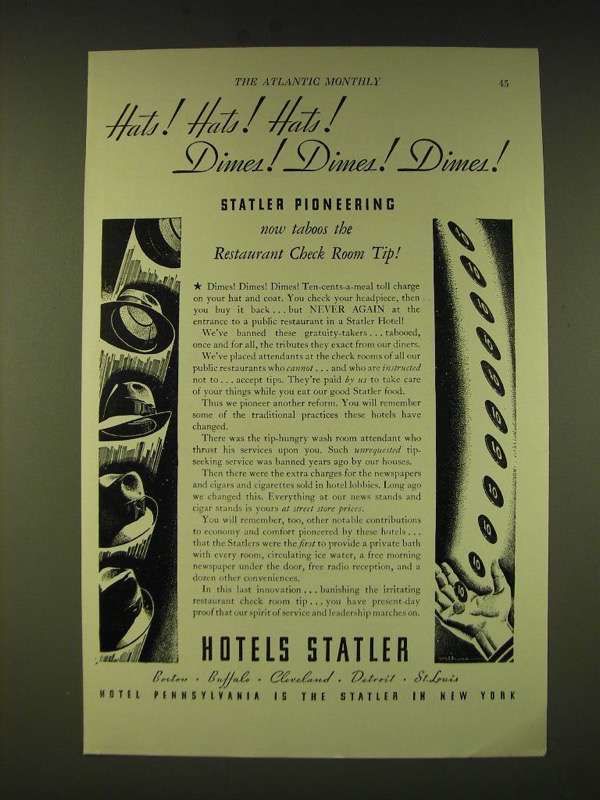 THE ATLANTIC MONTHLY 45
Hats! Hats! Hats!
Dimes! Dimes! Dimes!
STATLER PIONEERING
now taboos the
Restaurant Check Room Tip!
★ Dimes! Dimes! Dimes! Ten-cents-a-meal toll charge
on your hat and coat. You check your headpiece, then
you buy it back...but NEVER AGAIN at the
entrance to a public restaurant in a Statler Hotel!
We've banned these gratuity-takers...tabooed,
once and for all, the tributes they exact from our diners.
We've placed attendants at the check rooms of all our
public restaurants who cannot...and who are instructed
not to...accept tips. They're paid by us to take care
of your things while you eat our good Statler food.
Thus we pioneer another reform. You will remember
some of the traditional practices these hotels have
changed.
There was the tip-hungry wash room attendant who
thrust his services upon you. Such unrequested tip-
seeking service was banned years ago by our houses.
Then there were the extra charges for the newspapers
and cigars and cigarettes sold in hotel lobbies. Long ago
we changed this. Everything at our news stands and
cigar stands is yours at street store prices.
You will remember, too, other notable contributions
to economy and comfort pioneered by these hotels...
that the Statlers were the first to provide a private bath
with every room, circulating ice water, a free morning
newspaper under the door, free radio reception, and a
dozen other conveniences.
In this last innovation...banishing the irritating
restaurant check room tip...you have present-day
proof that our spirit of service and leadership marches on.
10
10
10
10
10
10
10
10
10
10
HOTELS STATLER
Boston · Buffalo · Cleveland · Detroit · St. Louis
HOTEL PENNSYLVANIA IS THE STATLER IN NEW YORK